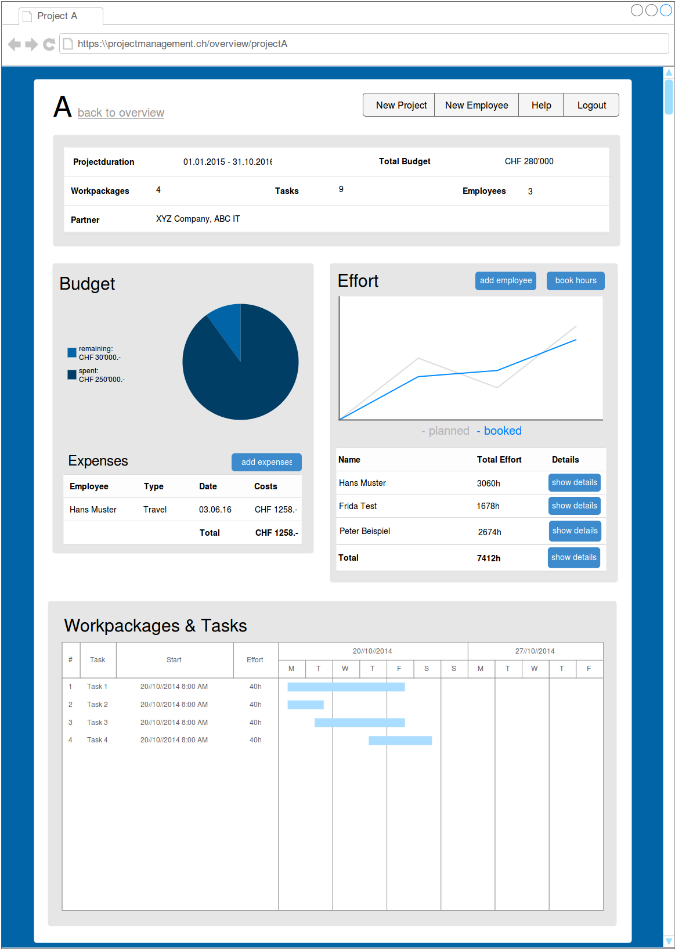 Project A
https:\\projectmanagement.ch/overview/projectA
A back to overview New Project New Employee Help Logout
Projectduration 01.01.2015 - 31.10.2016 Total Budget CHF 280'000
Workpackages 4 Tasks 9 Employees 3
Partner XYZ Company, ABC IT
Budget
remaining:
CHF 30'000.-
spent:
CHF 250'000.-
Expenses add expenses
Employee Type Date Costs
Hans Muster Travel 03.06.16 CHF 1258.-
Total CHF 1258.-
Effort add employee book hours
- planned - booked
Name Total Effort Details
Hans Muster 3060h show details
Frida Test 1678h show details
Peter Beispiel 2674h show details
Total 7412h show details
Workpackages & Tasks
# Task Start Effort 20//10//2014 27//10//2014
M T W T F S S M T W T F
1 Task 1 20//10//2014 8:00 AM 40h
2 Task 2 20//10//2014 8:00 AM 40h
3 Task 3 20//10//2014 8:00 AM 40h
4 Task 4 20//10//2014 8:00 AM 40h